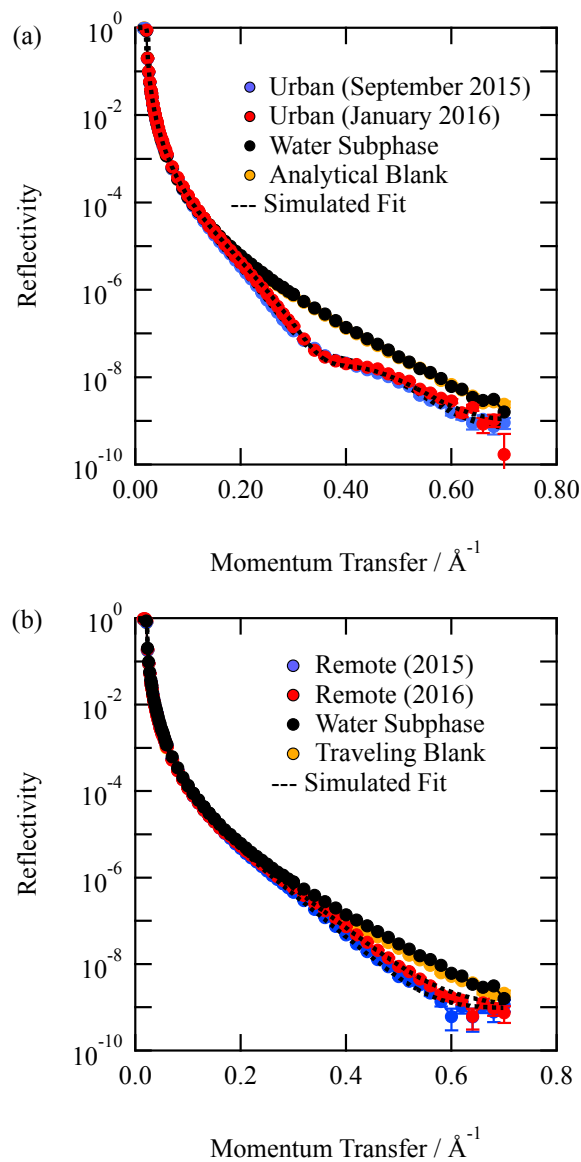 (a)
10^0
10^-2
10^-4
10^-6
10^-8
10^-10
Reflectivity
Urban (September 2015)
Urban (January 2016)
Water Subphase
Analytical Blank
Simulated Fit
0.00 0.20 0.40 0.60 0.80
Momentum Transfer / Å^-1
(b)
10^0
10^-2
10^-4
10^-6
10^-8
10^-10
Reflectivity
Remote (2015)
Remote (2016)
Water Subphase
Traveling Blank
Simulated Fit
0.0 0.2 0.4 0.6 0.8
Momentum Transfer / Å^-1